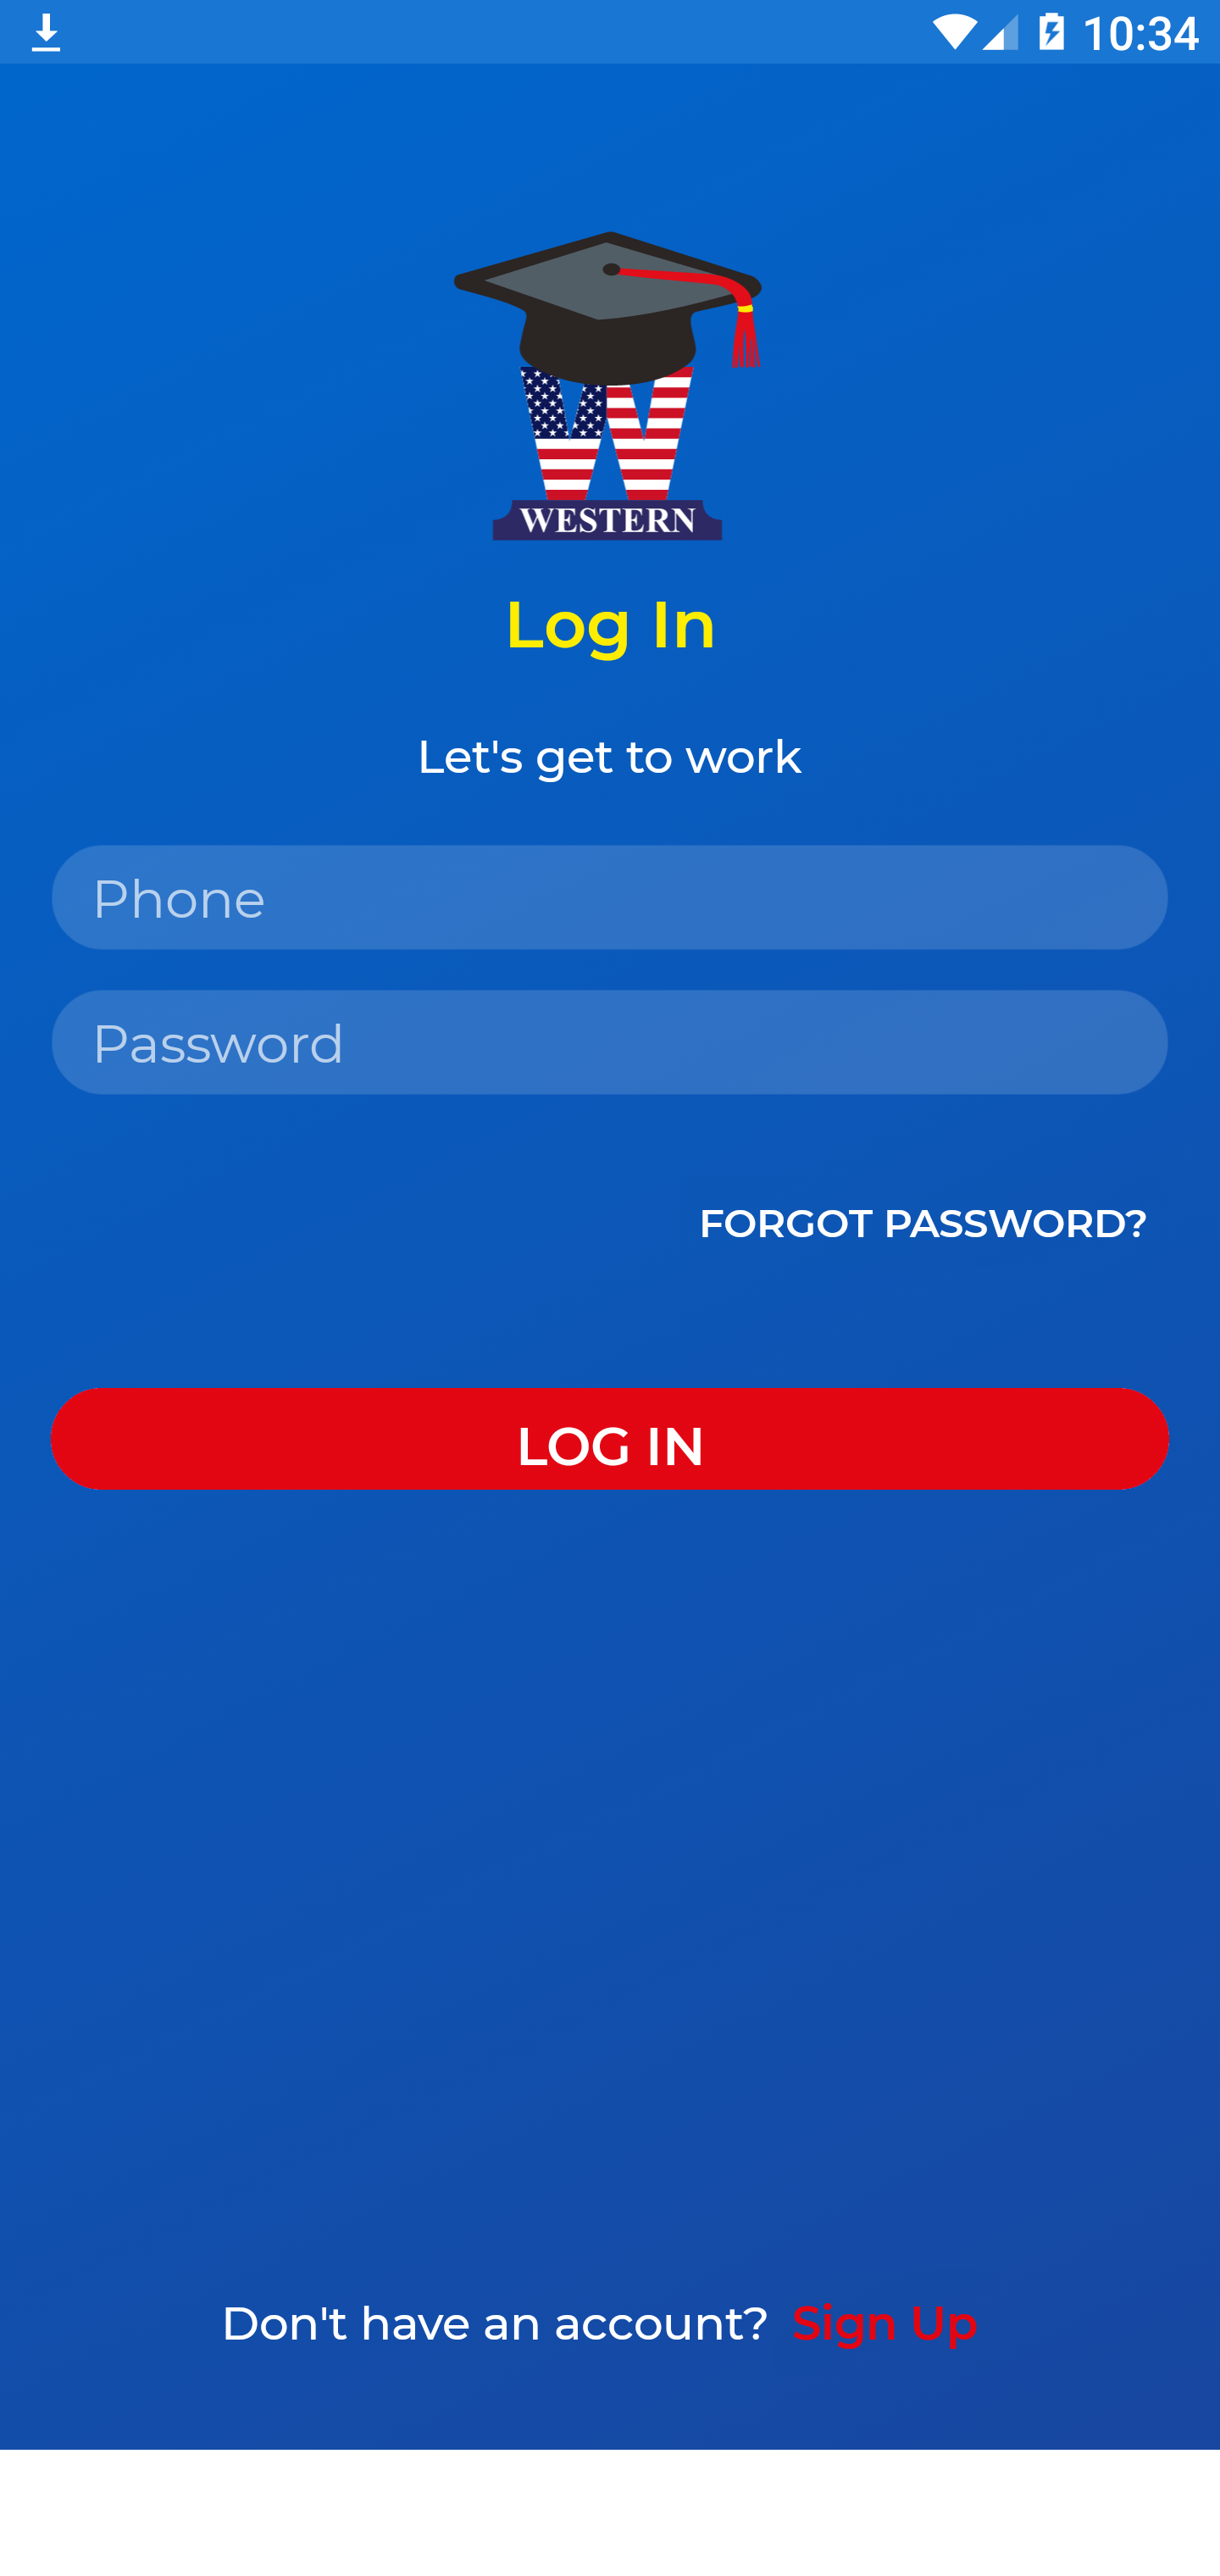 10:34
WESTERN
Log In
Let's get to work
Phone
Password
FORGOT PASSWORD?
LOG IN
Don't have an account? Sign Up